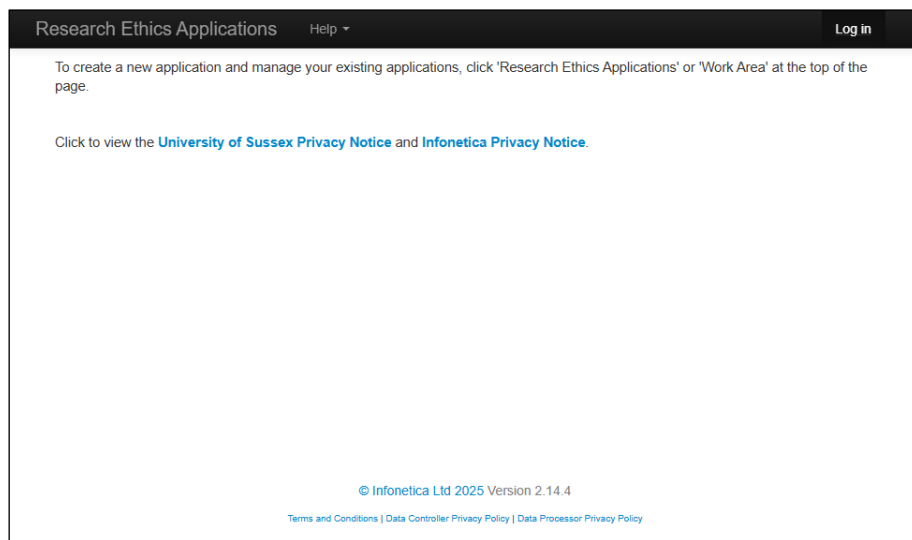 Research Ethics Applications Help Log in
To create a new application and manage your existing applications, click 'Research Ethics Applications' or 'Work Area' at the top of the
page.
Click to view the University of Sussex Privacy Notice and Infonetica Privacy Notice.
© Infonetica Ltd 2025 Version 2.14.4
Terms and Conditions | Data Controller Privacy Policy | Data Processor Privacy Policy